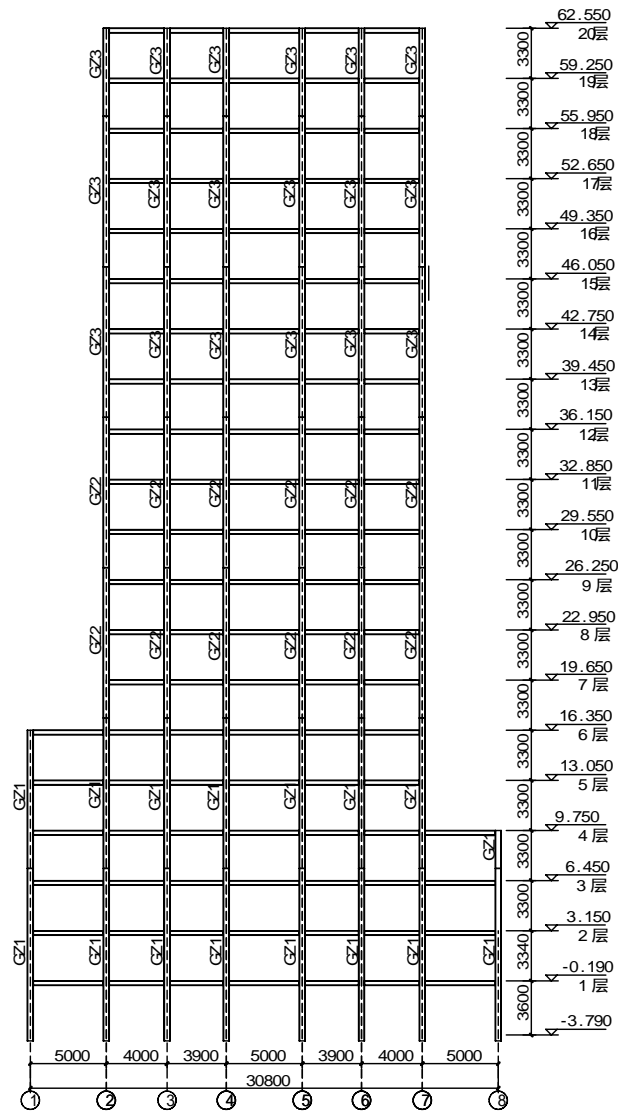 62.550
20层
3300
GZ3 GZ3 GZ3 GZ3 GZ3 GZ3
59.250
19层
3300
55.950
18层
3300
52.650
17层
GZ3 GZ3 GZ3 GZ3 GZ3 GZ3
3300
49.350
16层
3300
46.050
15层
3300
42.750
14层
GZ3 GZ3 GZ3 GZ3 GZ3 GZ3
3300
39.450
13层
3300
36.150
12层
3300
32.850
11层
GZ2 GZ2 GZ2 GZ2 GZ2 GZ2
3300
29.550
10层
3300
26.250
9 层
3300
22.950
8 层
GZ2 GZ2 GZ2 GZ2 GZ2 GZ2
3300
19.650
7 层
3300
16.350
6 层
3300
13.050
5 层
GZ1 GZ1 GZ1 GZ1 GZ1 GZ1 GZ1
3300
9.750
4 层
GZ1
3300
6.450
3 层
3300
3.150
2 层
GZ1 GZ1 GZ1 GZ1 GZ1 GZ1 GZ1 GZ1
3340
-0.190
1 层
3600
-3.790
5000 4000 3900 5000 3900 4000 5000
30800
1 2 3 4 5 6 7 8